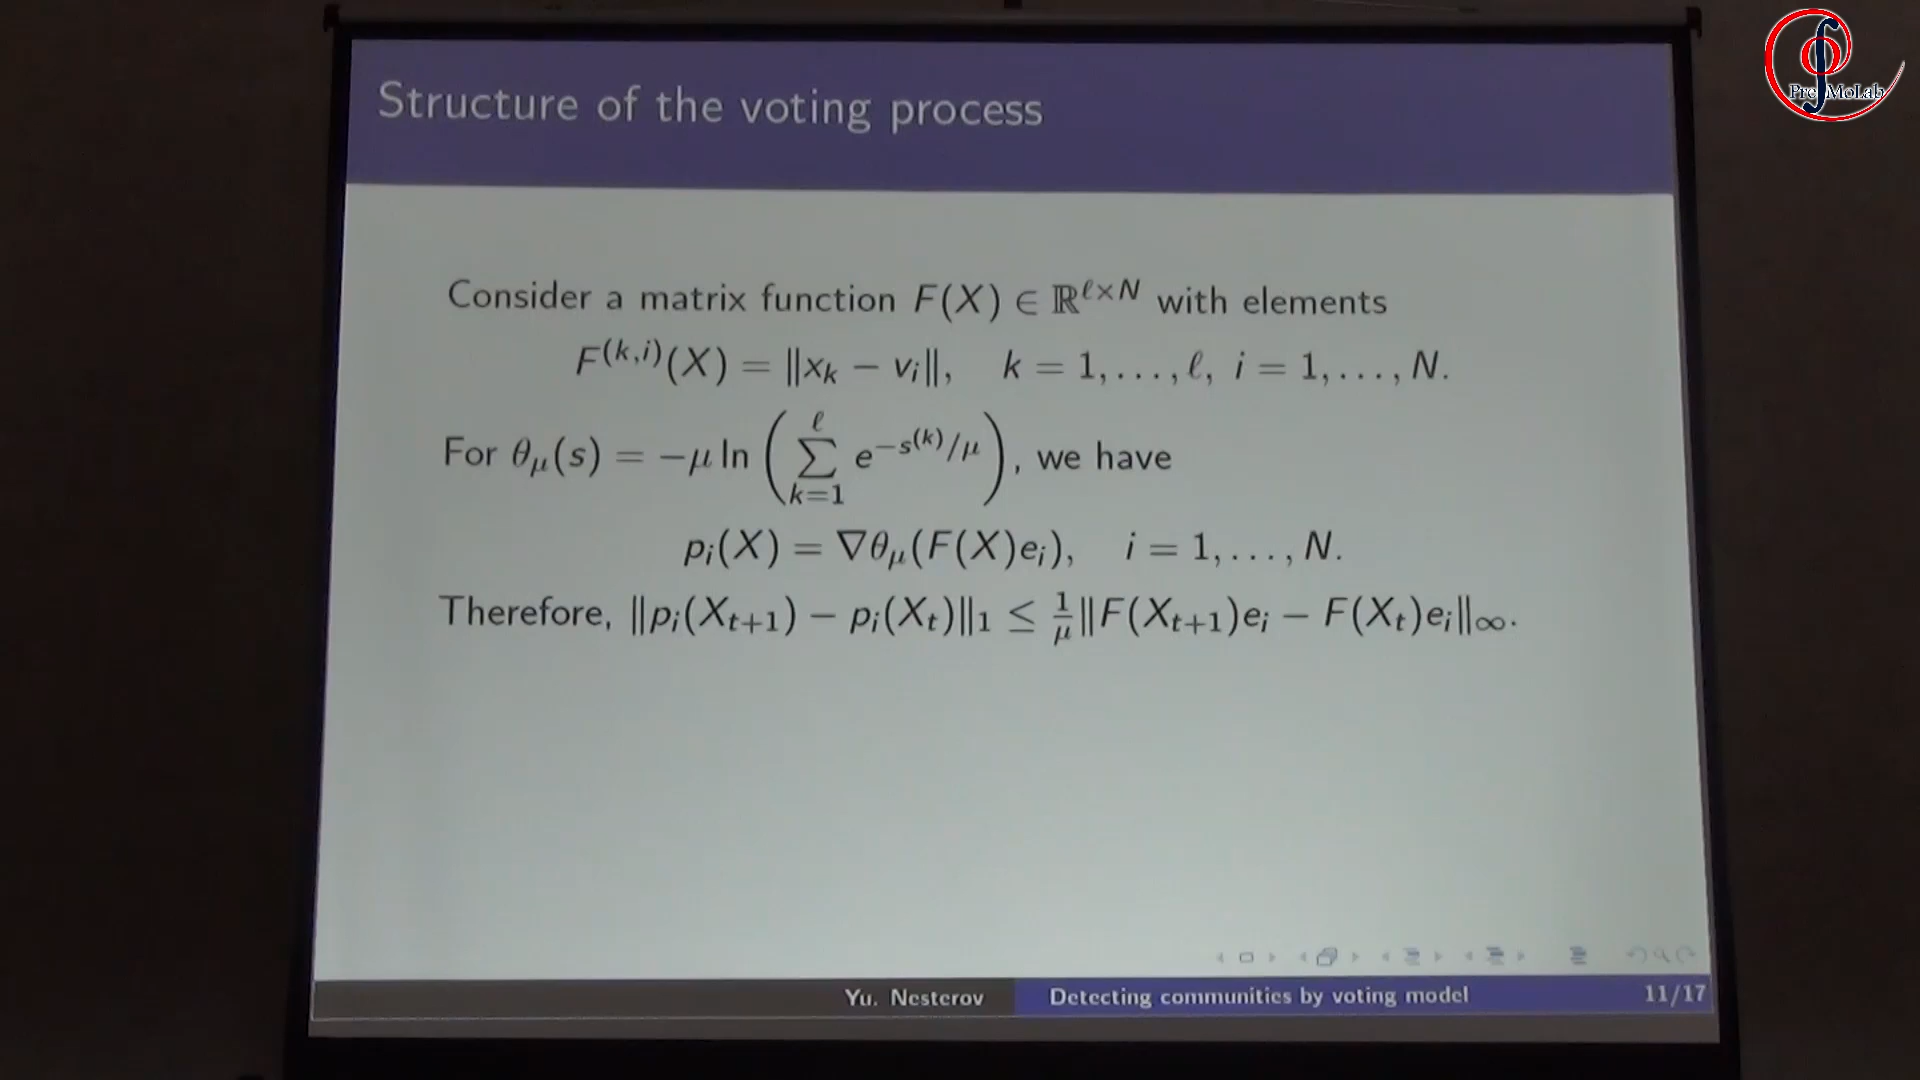 PreMoLab
Structure of the voting process
Consider a matrix function F(X) ∈ ℝ^{ℓ×N} with elements
F^{(k,i)}(X) = ‖x_k − v_i‖, k = 1, . . . , ℓ, i = 1, . . . , N.
For θ_μ(s) = −μ ln ( ∑_{k=1}^{ℓ} e^{−s^{(k)}/μ} ), we have
p_i(X) = ∇θ_μ(F(X)e_i), i = 1, . . . , N.
Therefore, ‖p_i(X_{t+1}) − p_i(X_t)‖_1 ≤ \frac{1}{μ}‖F(X_{t+1})e_i − F(X_t)e_i‖_∞.
Yu. Nesterov Detecting communities by voting model 11/17